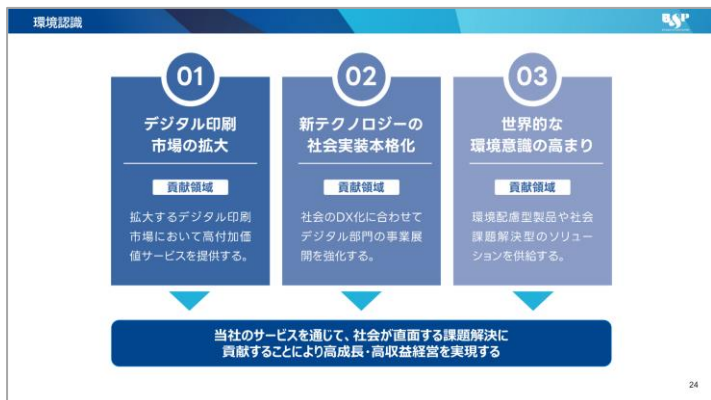 環境認識
BSP
01
デジタル印刷
市場の拡大
貢献領域
拡大するデジタル印刷
市場において高付加価
値サービスを提供する。
02
新テクノロジーの
社会実装本格化
貢献領域
社会のDX化に合わせて
デジタル部門の事業展
開を強化する。
03
世界的な
環境意識の高まり
貢献領域
環境配慮型製品や社会
課題解決型のソリュー
ションを供給する。
当社のサービスを通じて、社会が直面する課題解決に
貢献することにより高成長・高収益経営を実現する
24